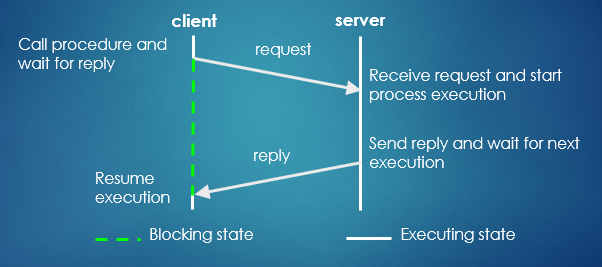 client
server
Call procedure and
wait for reply
request
Receive request and start
process execution
Send reply and wait for next
execution
reply
Resume
execution
Blocking state
Executing state